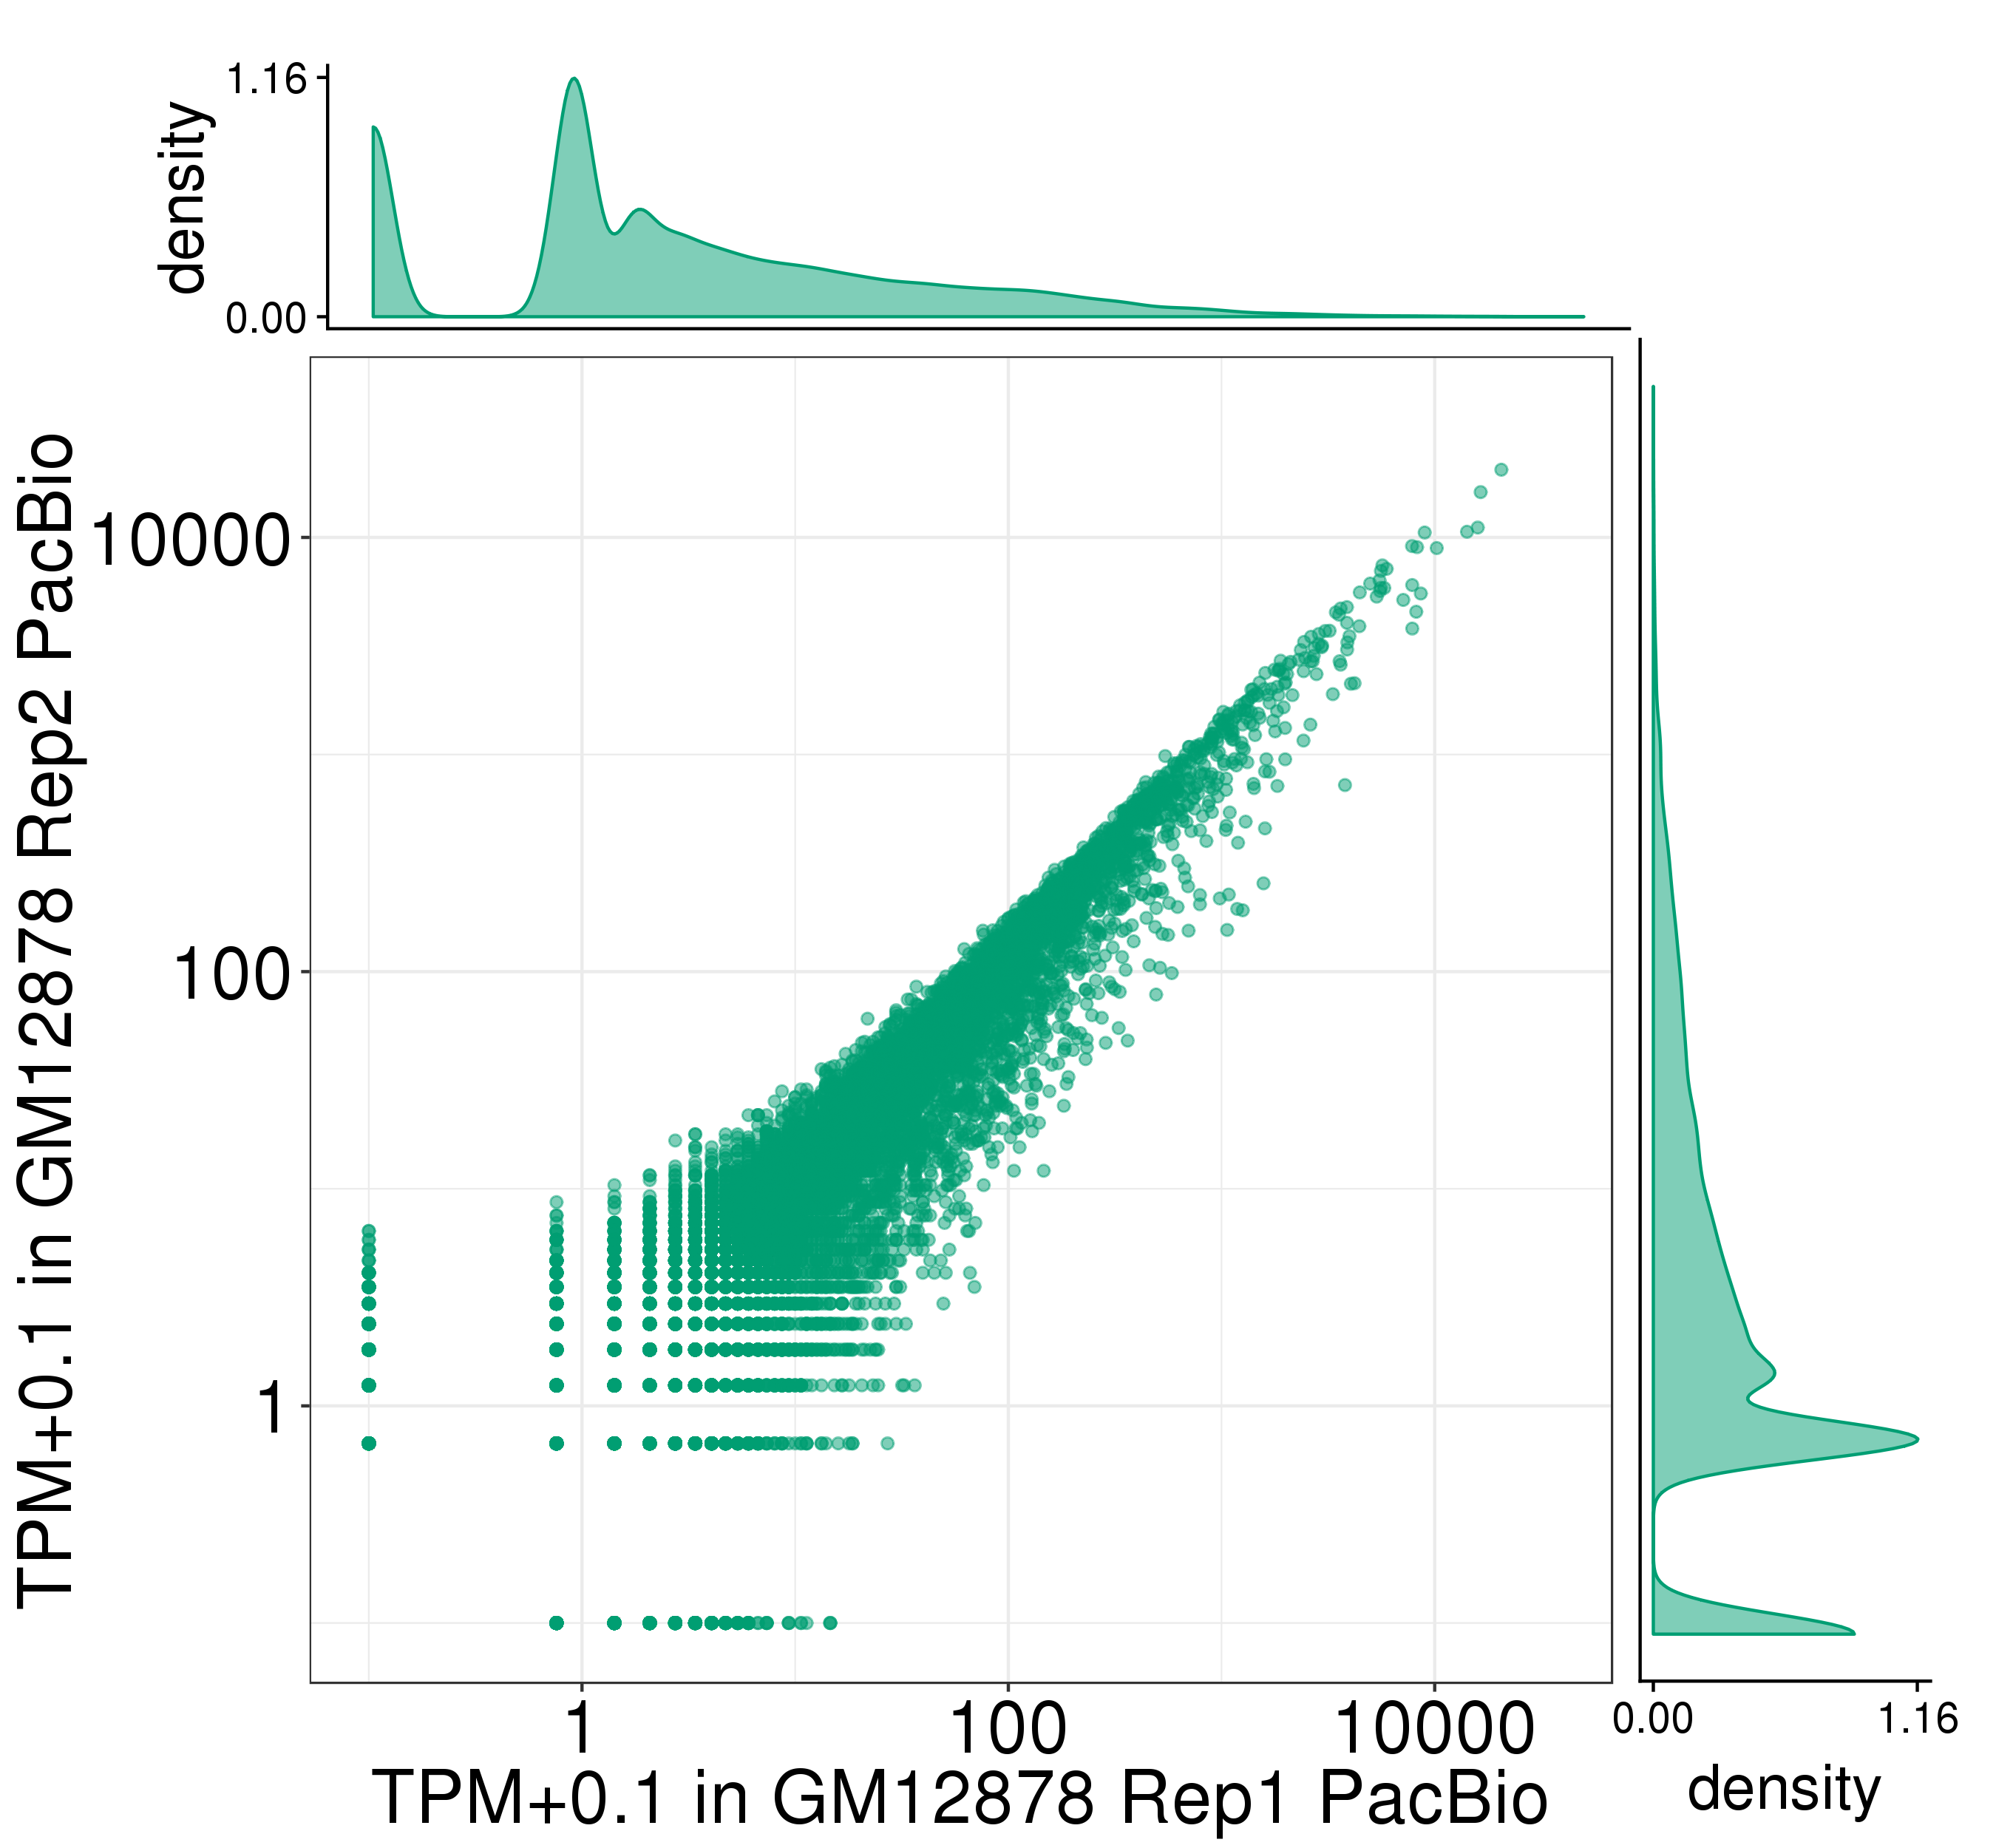 density
1.16
0.00
TPM+0.1 in GM12878 Rep2 PacBio
10000
100
1
1
100
10000
TPM+0.1 in GM12878 Rep1 PacBio
0.00
1.16
density